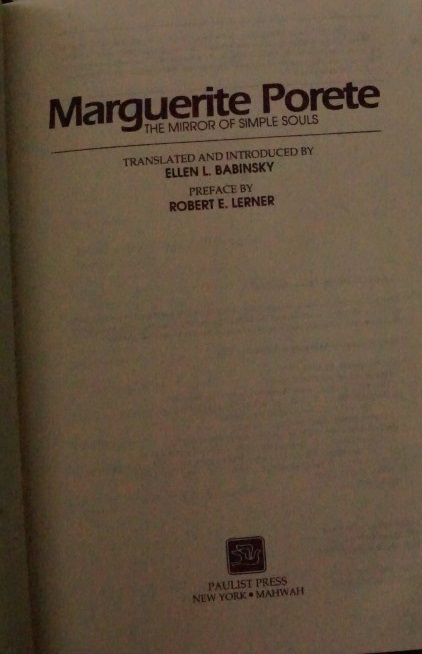 Marguerite Porete
THE MIRROR OF SIMPLE SOULS
TRANSLATED AND INTRODUCED BY
ELLEN L. BABINSKY
PREFACE BY
ROBERT E. LERNER
PAULIST PRESS
NEW YORK • MAHWAH